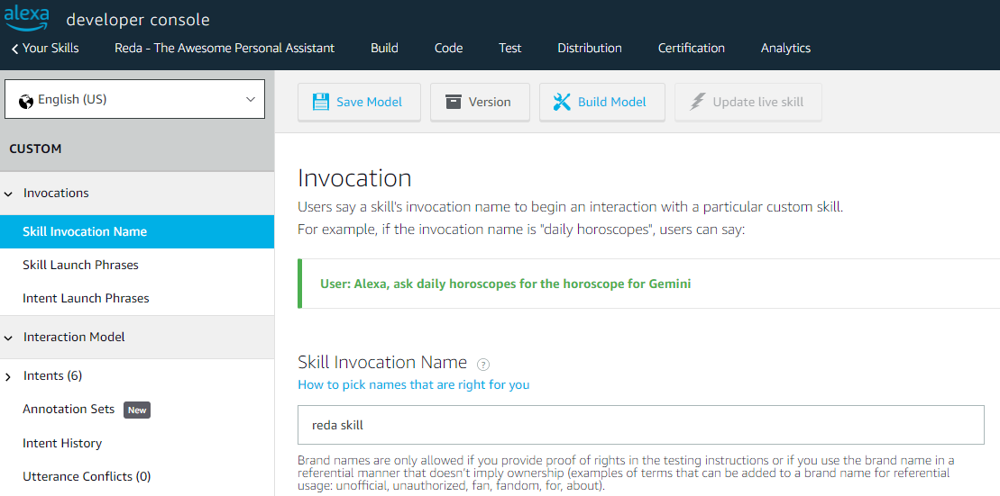 alexa developer console
Your Skills Reda - The Awesome Personal Assistant Build Code Test Distribution Certification Analytics
English (US)
Save Model Version Build Model Update live skill
CUSTOM
Invocations
Skill Invocation Name
Skill Launch Phrases
Intent Launch Phrases
Interaction Model
Intents (6)
Annotation Sets New
Intent History
Utterance Conflicts (0)
Invocation
Users say a skill's invocation name to begin an interaction with a particular custom skill.
For example, if the invocation name is "daily horoscopes", users can say:
User: Alexa, ask daily horoscopes for the horoscope for Gemini
Skill Invocation Name ?
How to pick names that are right for you
reda skill
Brand names are only allowed if you provide proof of rights in the testing instructions or if you use the brand name in a
referential manner that doesn’t imply ownership (examples of terms that can be added to a brand name for referential
usage: unofficial, unauthorized, fan, fandom, for, about).